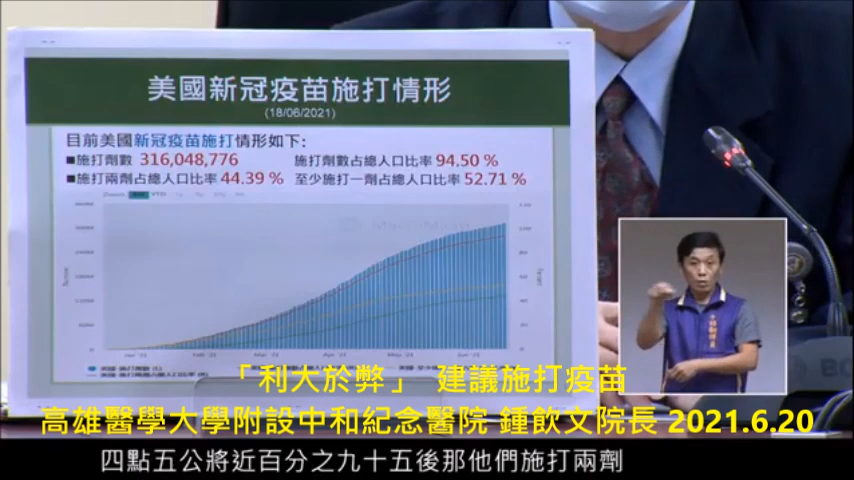 美國新冠疫苗施打情形
(18/06/2021)
目前美國新冠疫苗施打情形如下:
■施打劑數 316,048,776 施打劑數占總人口比率 94.50 %
■施打兩劑占總人口比率 44.39 % 至少施打一劑占總人口比率 52.71 %
「利大於弊」 建議施打疫苗
高雄醫學大學附設中和紀念醫院 鍾飲文院長 2021.6.20
四點五公將近百分之九十五後那他們施打兩劑